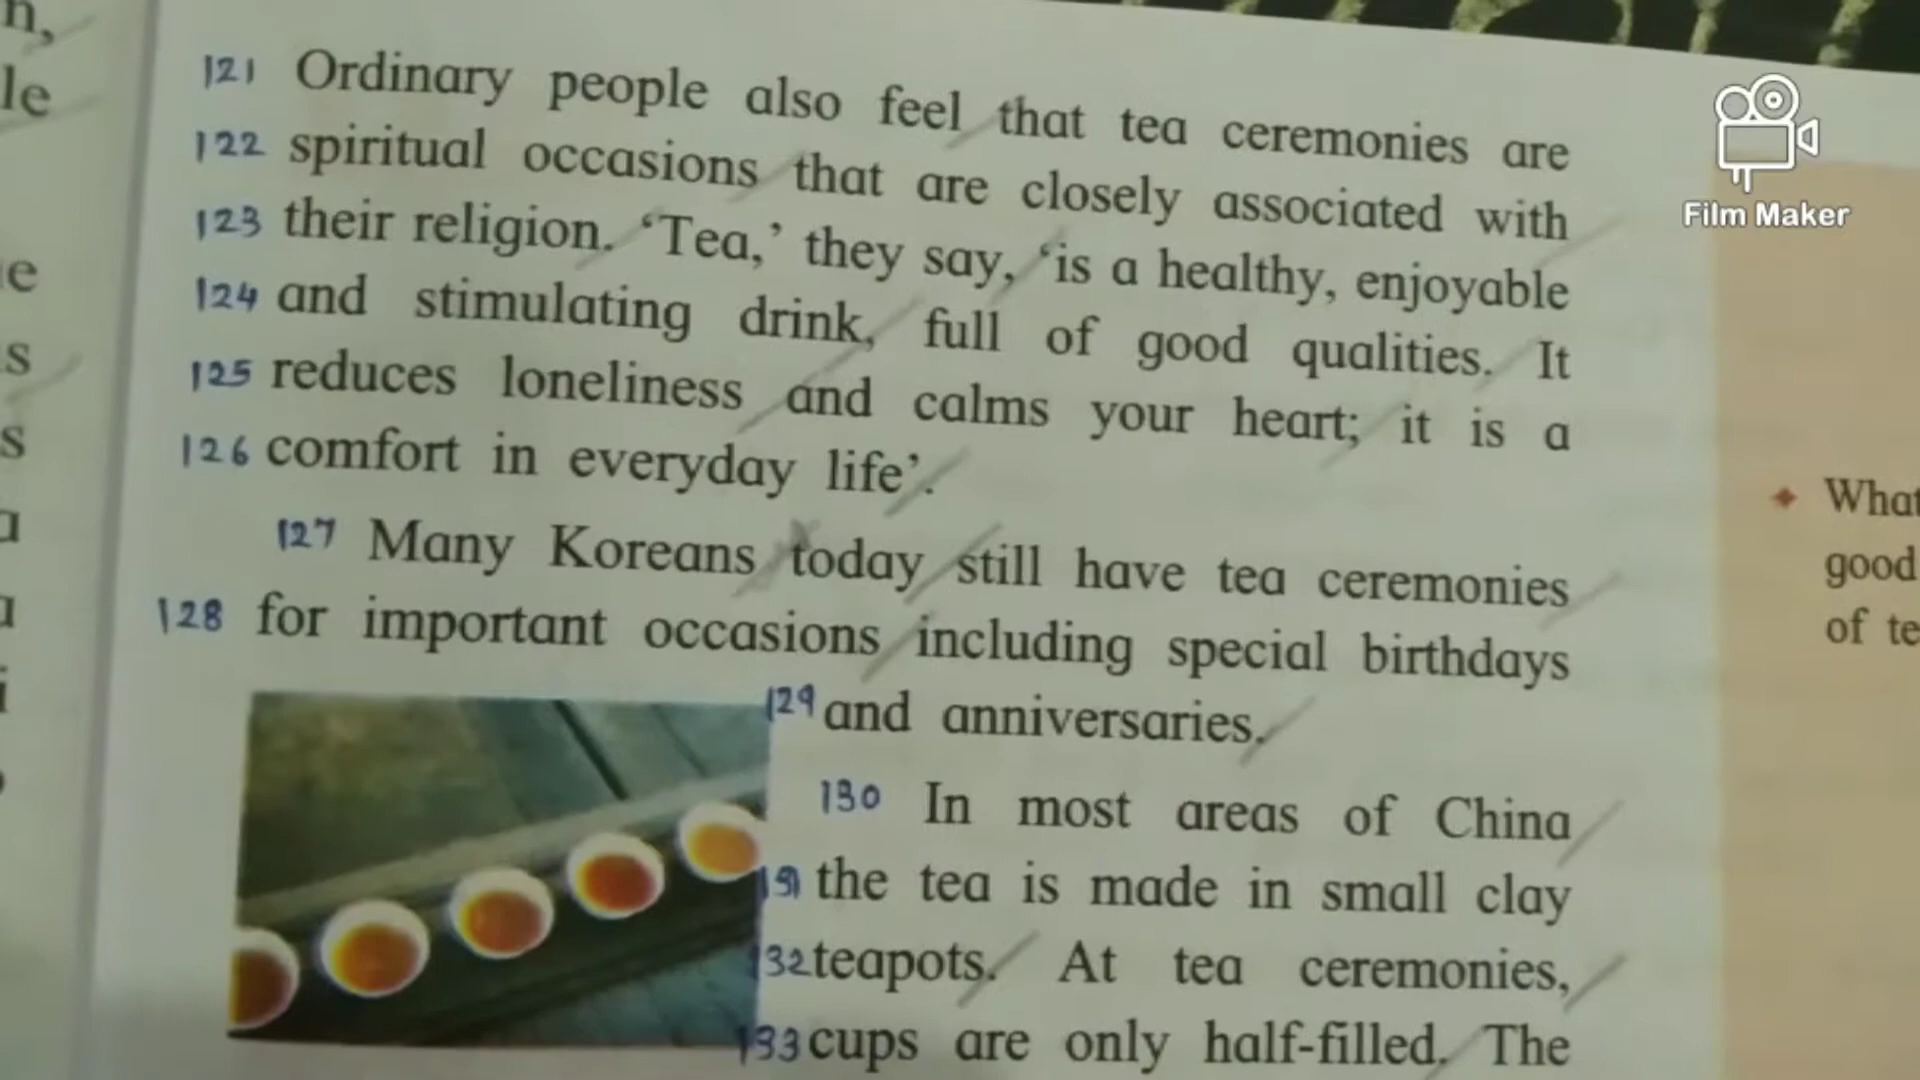 n,
le
121 Ordinary people also feel that tea ceremonies are
122 spiritual occasions that are closely associated with
123 their religion. ‘Tea,’ they say, ‘is a healthy, enjoyable
124 and stimulating drink, full of good qualities. It
125 reduces loneliness and calms your heart; it is a
126 comfort in everyday life’.
127 Many Koreans today still have tea ceremonies
128 for important occasions including special birthdays
129 and anniversaries.
130 In most areas of China
131 the tea is made in small clay
132 teapots. At tea ceremonies,
133 cups are only half-filled. The
Film Maker
What
good
of te